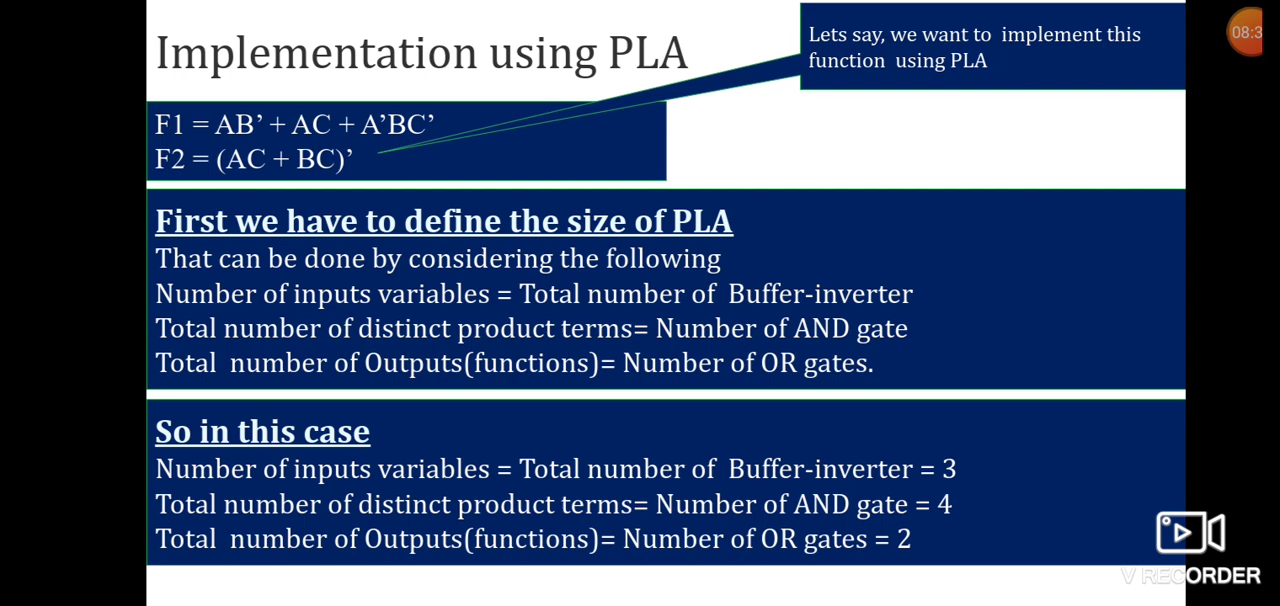 Implementation using PLA
Lets say, we want to implement this
function using PLA
08:3
F1 = AB’ + AC + A’BC’
F2 = (AC + BC)’
First we have to define the size of PLA
That can be done by considering the following
Number of inputs variables = Total number of Buffer-inverter
Total number of distinct product terms= Number of AND gate
Total number of Outputs(functions)= Number of OR gates.
So in this case
Number of inputs variables = Total number of Buffer-inverter = 3
Total number of distinct product terms= Number of AND gate = 4
Total number of Outputs(functions)= Number of OR gates = 2
V RECORDER